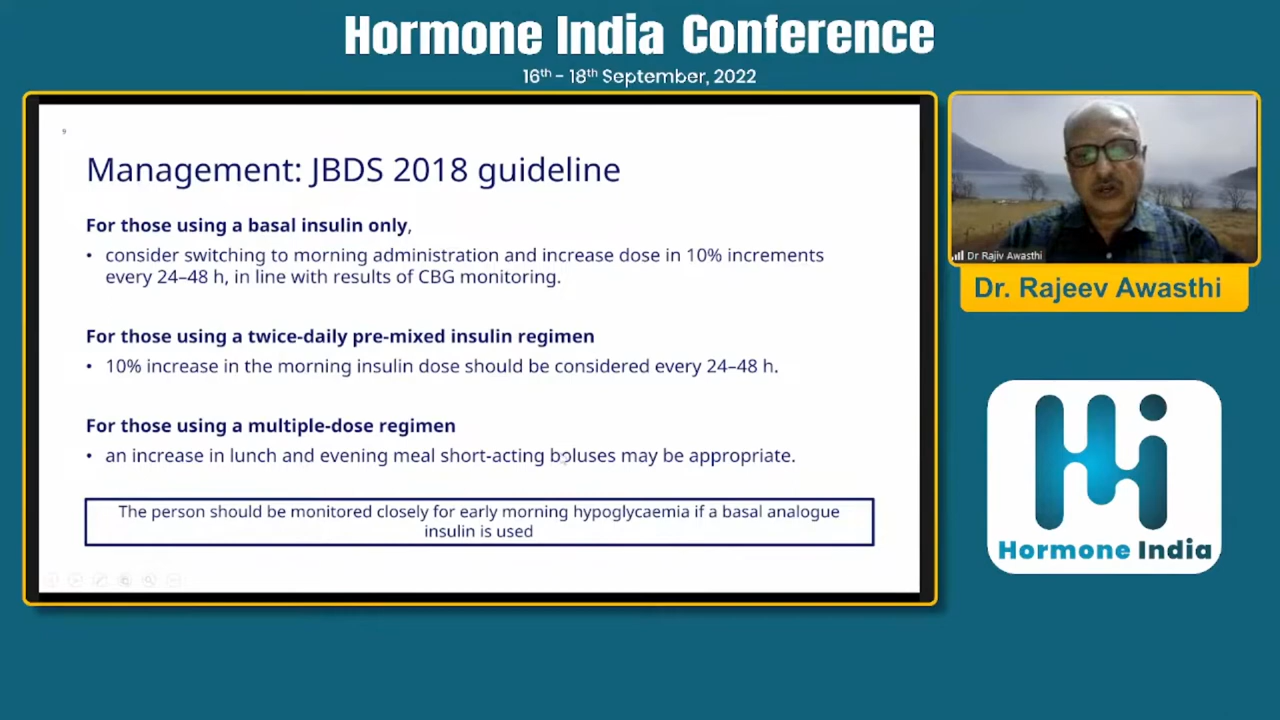 Hormone India Conference
16th - 18th September, 2022
9
Management: JBDS 2018 guideline
For those using a basal insulin only,
• consider switching to morning administration and increase dose in 10% increments
every 24–48 h, in line with results of CBG monitoring.
For those using a twice-daily pre-mixed insulin regimen
• 10% increase in the morning insulin dose should be considered every 24–48 h.
For those using a multiple-dose regimen
• an increase in lunch and evening meal short-acting boluses may be appropriate.
The person should be monitored closely for early morning hypoglycaemia if a basal analogue
insulin is used
Dr Rajiv Awasthi
Dr. Rajeev Awasthi
Hormone India